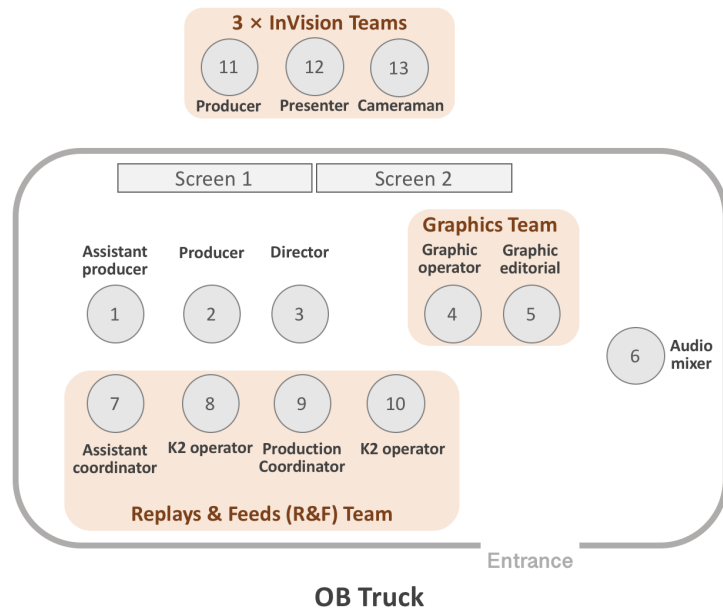 3 × InVision Teams
11
12
13
Producer
Presenter
Cameraman
Screen 1
Screen 2
Graphics Team
Assistant
producer
Producer
Director
Graphic
operator
Graphic
editorial
1
2
3
4
5
6
Audio
mixer
7
8
9
10
Assistant
coordinator
K2 operator
Production
Coordinator
K2 operator
Replays & Feeds (R&F) Team
Entrance
OB Truck